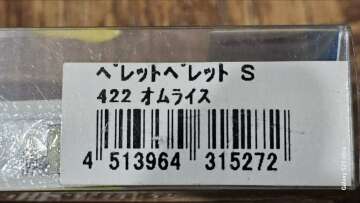 ﾍﾟﾚｯﾄﾍﾟﾚｯﾄ S
422 ｵﾑﾗｲｽ
4 513964 315272